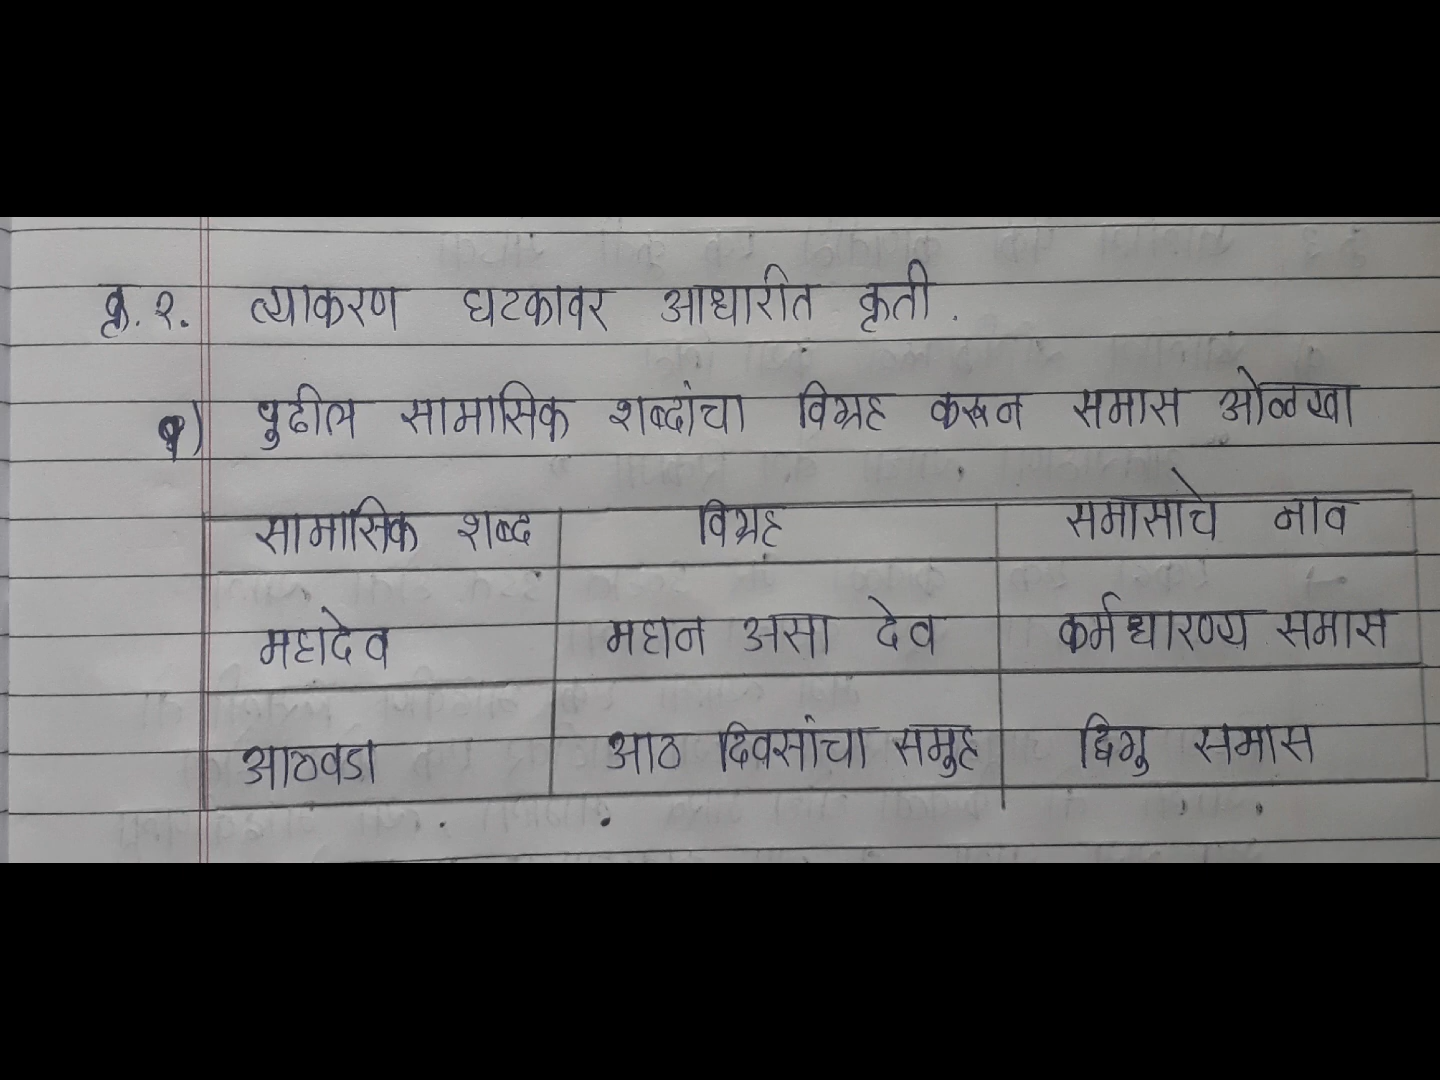 कृ.२. व्याकरण घटकावर आधारीत कृती.
पुढील सामासिक शब्दांचा विग्रह करून समास ओळखा
सामासिक शब्द विग्रह समासाचे नाव
महादेव महान असा देव कर्मधारण्य समास
आठवडा आठ दिवसांचा समुह द्विगु समास